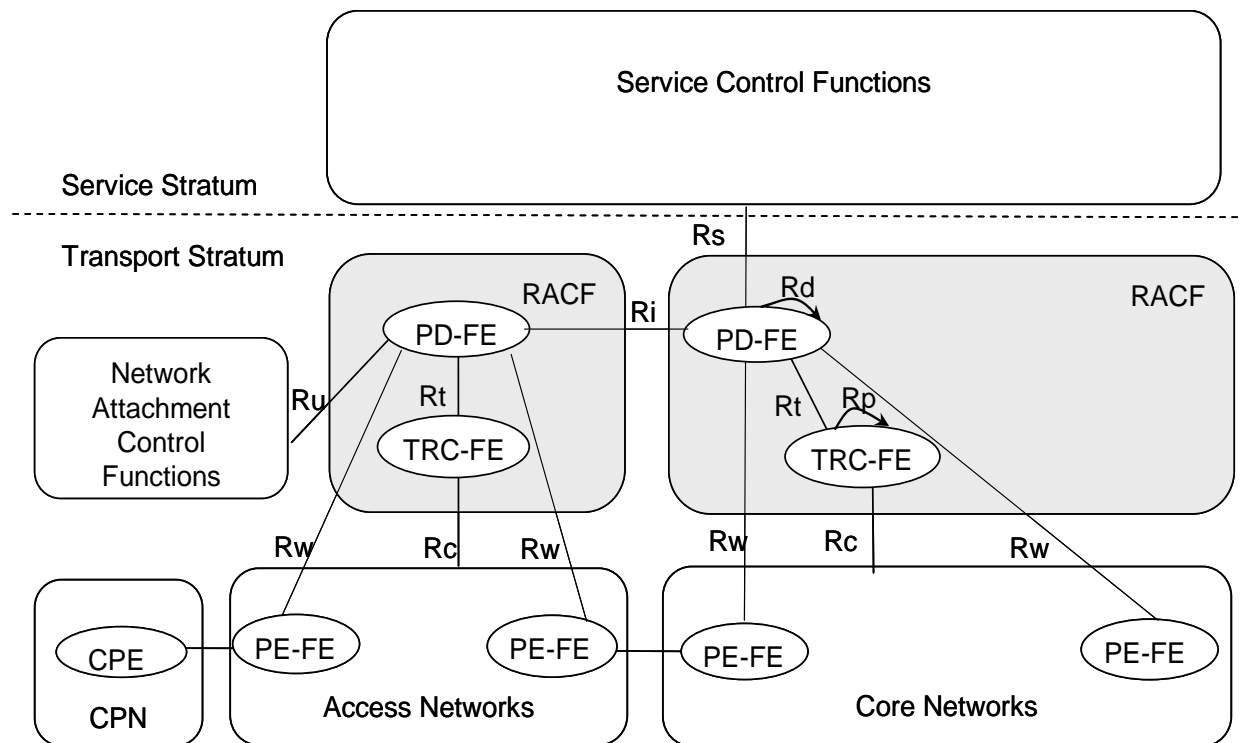 Service Control Functions
Service Stratum
Transport Stratum
Rs
RACF
Rd
RACF
Ri
PD-FE
PD-FE
Network
Attachment
Control
Functions
Ru
Rt
Rt
Rp
TRC-FE
TRC-FE
Rw
Rc
Rw
Rw
Rc
Rw
CPE
PE-FE
PE-FE
PE-FE
PE-FE
CPN
Access Networks
Core Networks